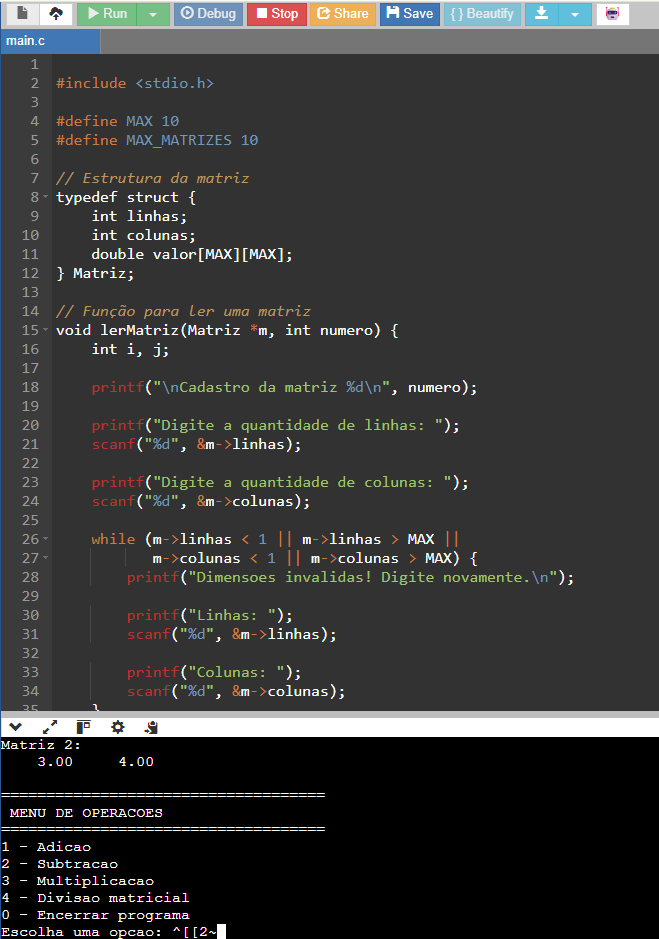 Run Debug Stop Share Save { } Beautify
main.c
1
2 #include <stdio.h>
3
4 #define MAX 10
5 #define MAX_MATRIZES 10
6
7 // Estrutura da matriz
8 typedef struct {
9     int linhas;
10     int colunas;
11     double valor[MAX][MAX];
12 } Matriz;
13
14 // Função para ler uma matriz
15 void lerMatriz(Matriz *m, int numero) {
16     int i, j;
17
18     printf("\nCadastro da matriz %d\n", numero);
19
20     printf("Digite a quantidade de linhas: ");
21     scanf("%d", &m->linhas);
22
23     printf("Digite a quantidade de colunas: ");
24     scanf("%d", &m->colunas);
25
26     while (m->linhas < 1 || m->linhas > MAX ||
27            m->colunas < 1 || m->colunas > MAX) {
28         printf("Dimensoes invalidas! Digite novamente.\n");
29
30         printf("Linhas: ");
31         scanf("%d", &m->linhas);
32
33         printf("Colunas: ");
34         scanf("%d", &m->colunas);
35     }
Matriz 2:
    3.00     4.00
====================================
 MENU DE OPERACOES
====================================
1 - Adicao
2 - Subtracao
3 - Multiplicacao
4 - Divisao matricial
0 - Encerrar programa
Escolha uma opcao: ^[[2~